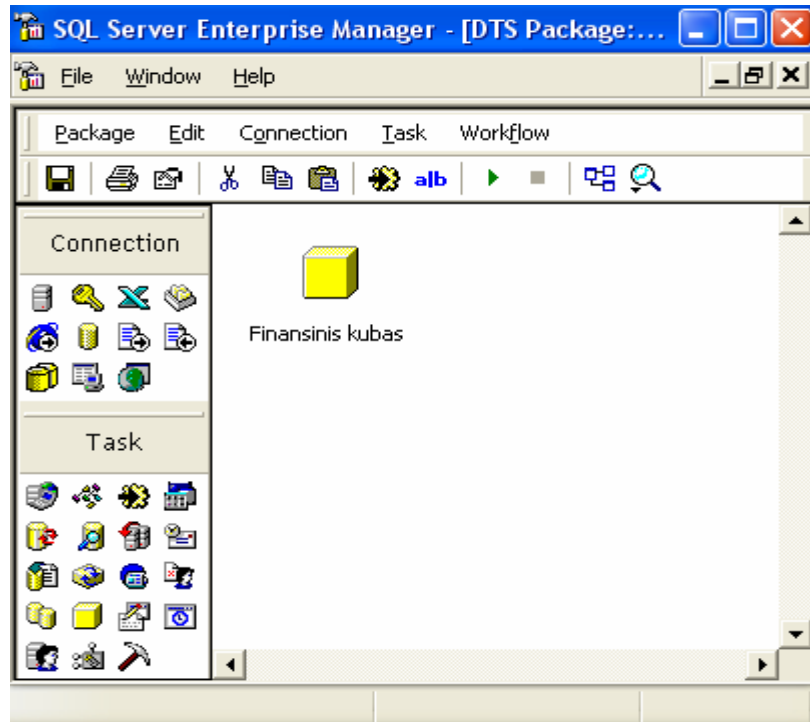 SQL Server Enterprise Manager - [DTS Package:...
File Window Help
Package Edit Connection Task Workflow
a|b
Connection
Finansinis kubas
Task